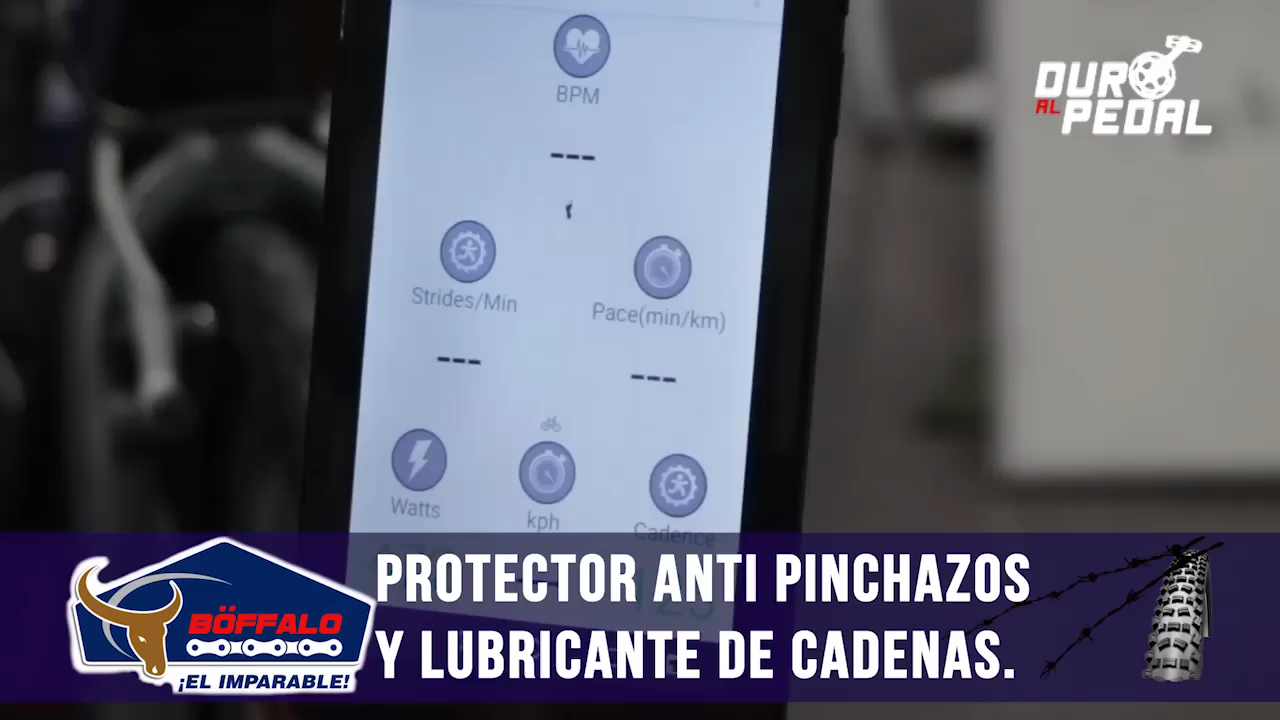 BPM
---
DURO
AL PEDAL
Strides/Min
Pace(min/km)
---
---
Watts
kph
Cadence
BÖFFALO
¡EL IMPARABLE!
PROTECTOR ANTI PINCHAZOS
Y LUBRICANTE DE CADENAS.